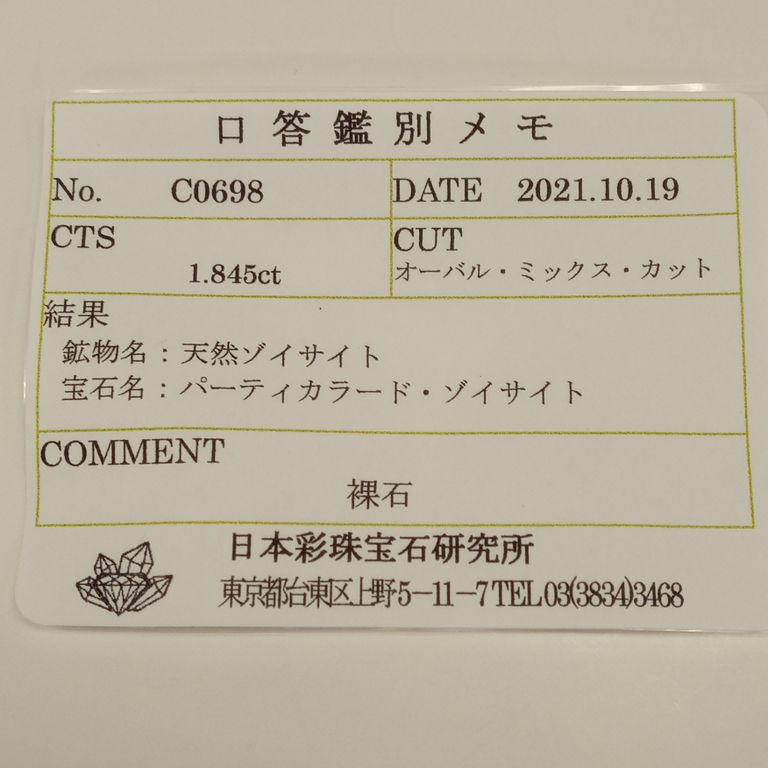 口答鑑別メモ
No. C0698 DATE 2021.10.19
CTS CUT
1.845ct オーバル・ミックス・カット
結果
鉱物名：天然ゾイサイト
宝石名：パーティカラード・ゾイサイト
COMMENT
裸石
日本彩珠宝石研究所
東京都台東区上野5-11-7 TEL 03(3834)3468